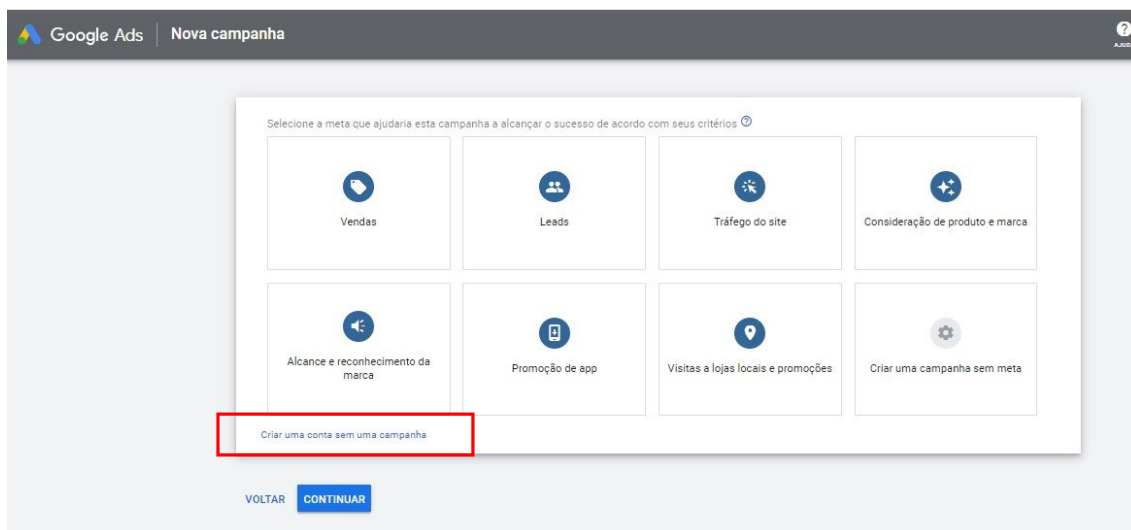 Google Ads
Nova campanha
?
AJUD
Selecione a meta que ajudaria esta campanha a alcançar o sucesso de acordo com seus critérios ?
Vendas
Leads
Tráfego do site
Consideração de produto e marca
Alcance e reconhecimento da
marca
Promoção de app
Visitas a lojas locais e promoções
Criar uma campanha sem meta
Criar uma conta sem uma campanha
VOLTAR
CONTINUAR